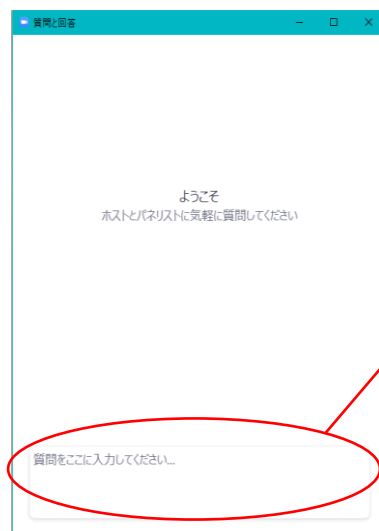 質問と回答
ようこそ
ホストとパネリストに気軽に質問してください
質問をここに入力してください...